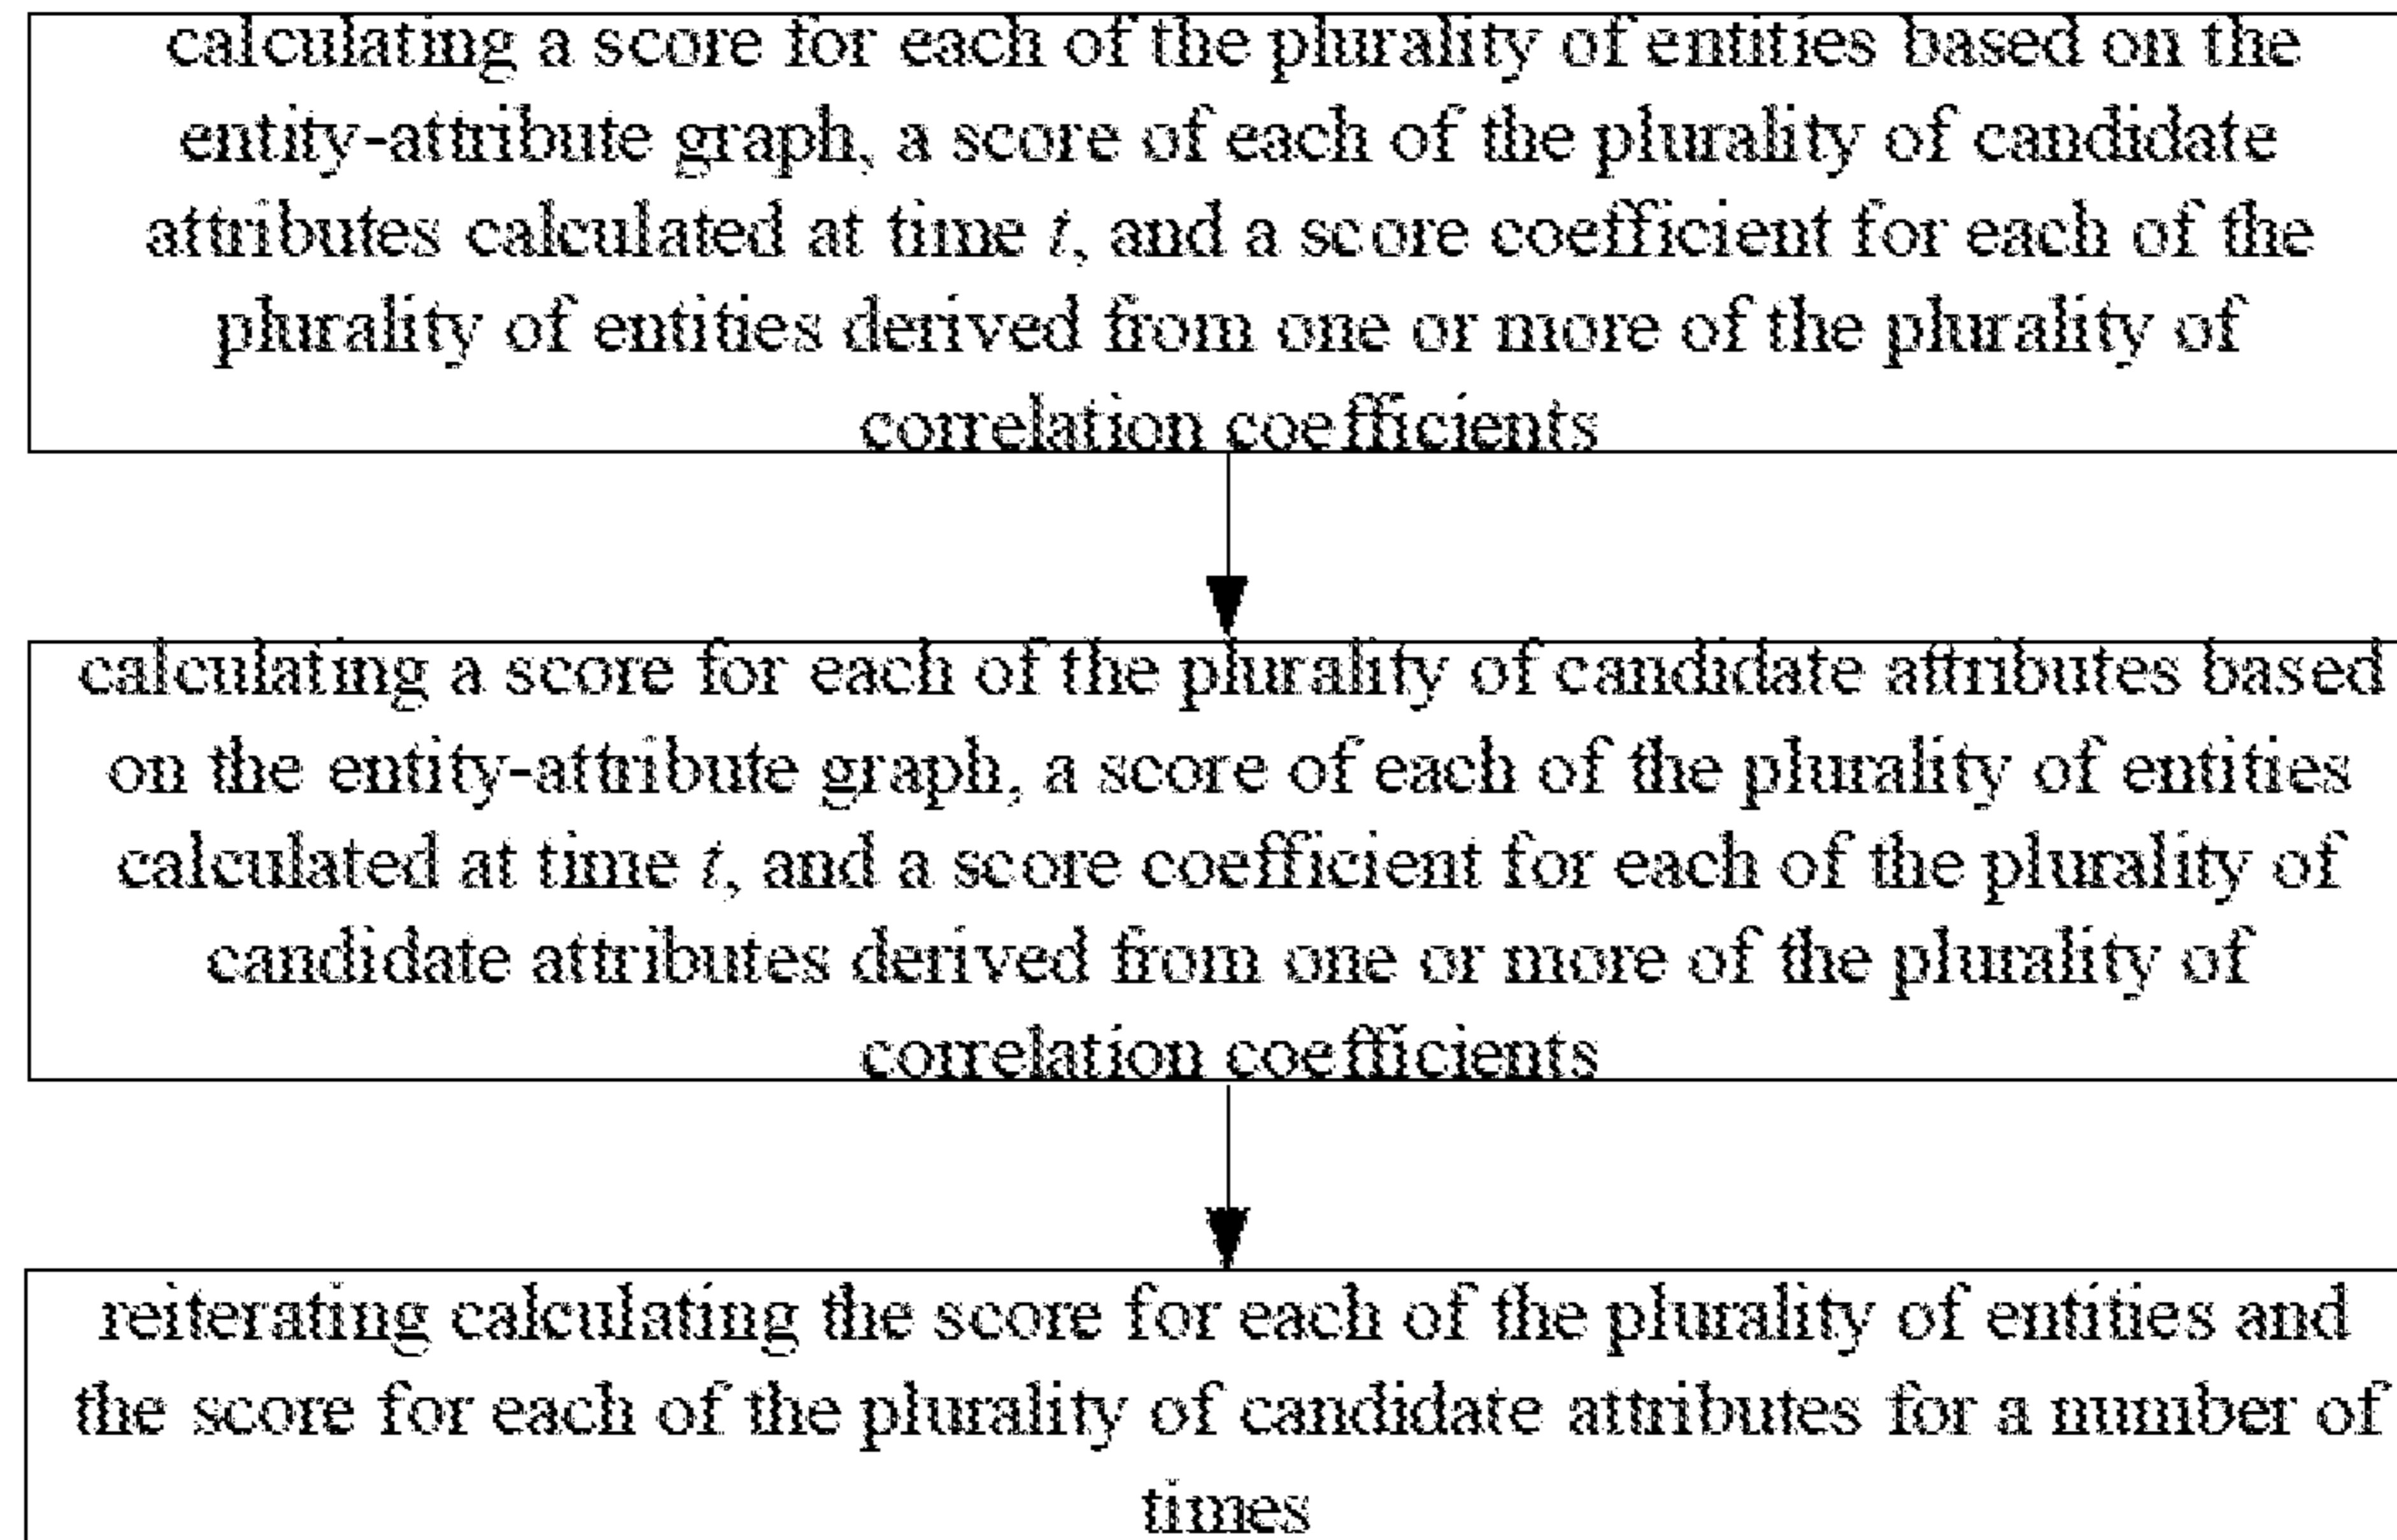 calculating a score for each of the plurality of entities based on the
entity-attribute graph, a score of each of the plurality of candidate
attributes calculated at time t, and a score coefficient for each of the
plurality of entities derived from one or more of the plurality of
correlation coefficients
calculating a score for each of the plurality of candidate attributes based
on the entity-attribute graph, a score of each of the plurality of entities
calculated at time t, and a score coefficient for each of the plurality of
candidate attributes derived from one or more of the plurality of
correlation coefficients
reiterating calculating the score for each of the plurality of entities and
the score for each of the plurality of candidate attributes for a number of
times